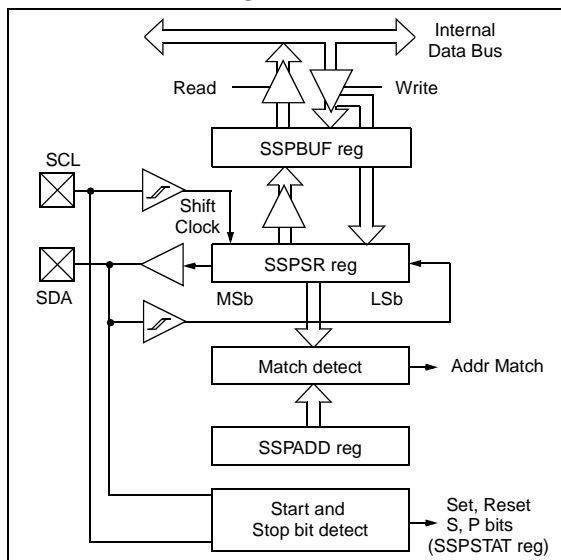 Internal
Data Bus
Read
Write
SSPBUF reg
SCL
Shift
Clock
SSPSR reg
SDA
MSb
LSb
Match detect
Addr Match
SSPADD reg
Start and
Stop bit detect
Set, Reset
S, P bits
(SSPSTAT reg)